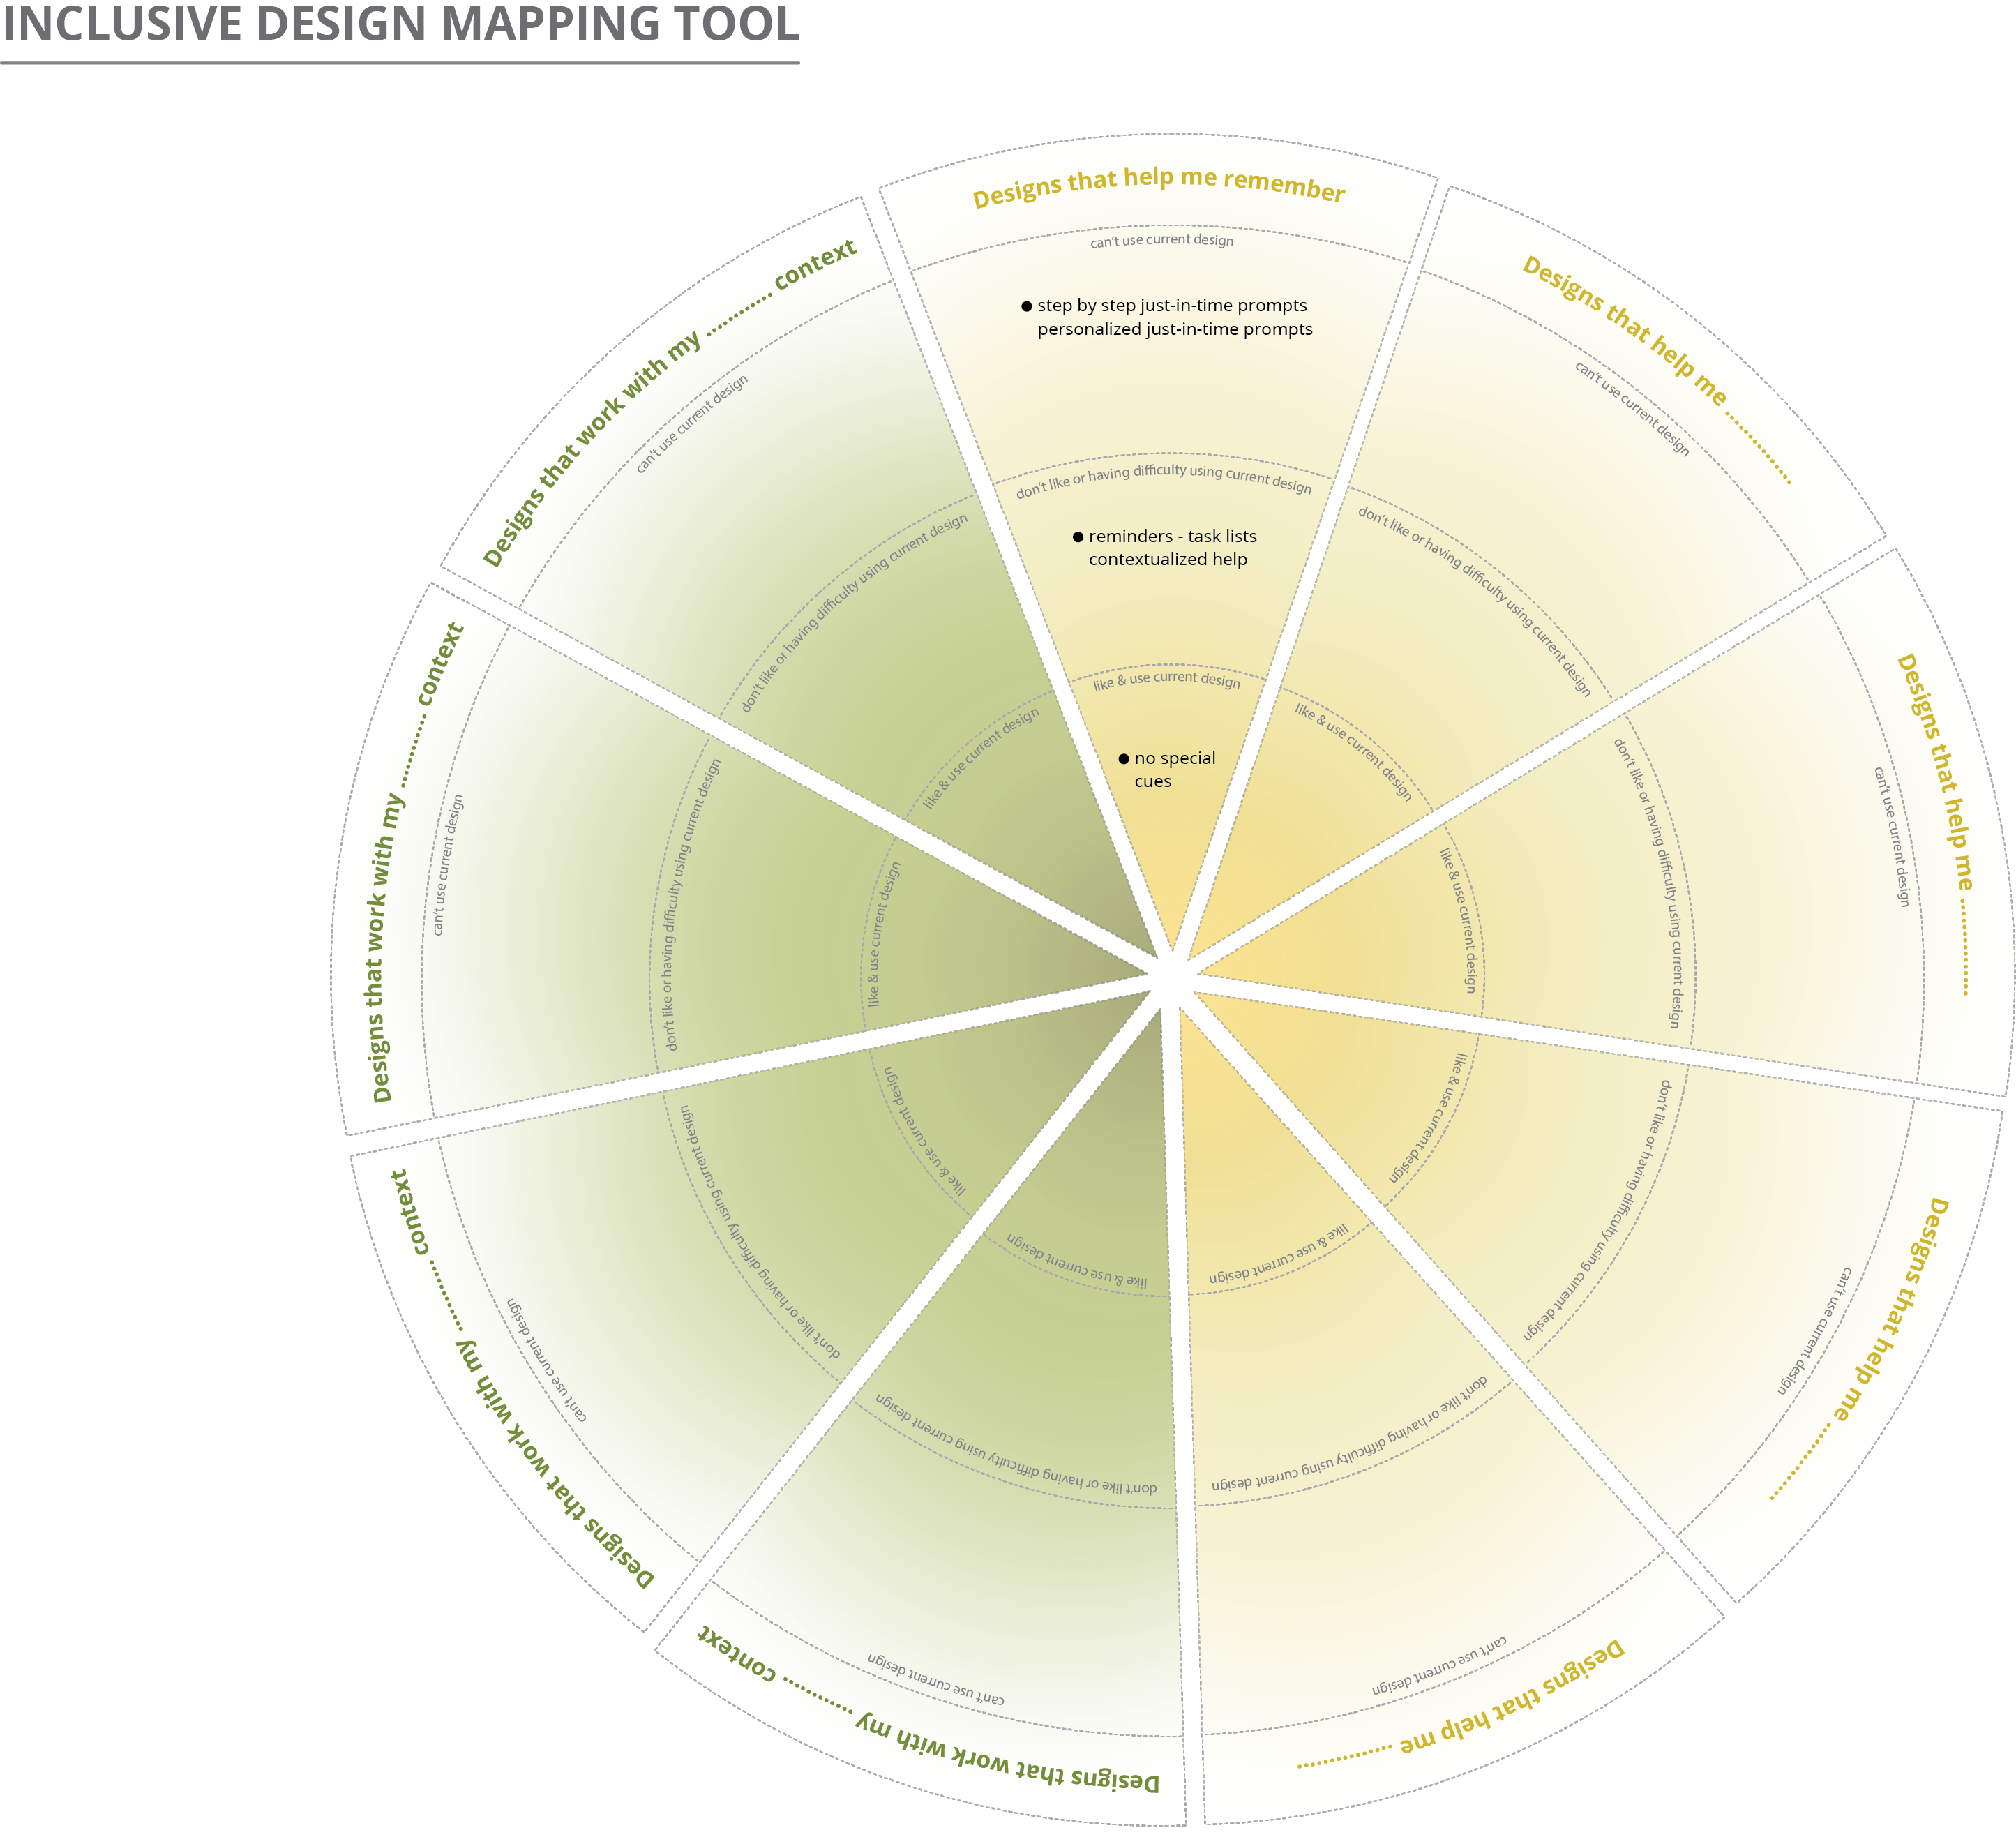 INCLUSIVE DESIGN MAPPING TOOL
Designs that help me remember
can't use current design
● step by step just-in-time prompts
personalized just-in-time prompts
don't like or having difficulty using current design
● reminders - task lists
contextualized help
like & use current design
● no special
cues
Designs that help me ............
can't use current design
don't like or having difficulty using current design
like & use current design
Designs that help me ............
can't use current design
don't like or having difficulty using current design
like & use current design
Designs that help me ............
can't use current design
don't like or having difficulty using current design
like & use current design
Designs that help me ............
can't use current design
don't like or having difficulty using current design
like & use current design
Designs that work with my ........... context
can't use current design
don't like or having difficulty using current design
like & use current design
Designs that work with my ........... context
can't use current design
don't like or having difficulty using current design
like & use current design
Designs that work with my ........... context
can't use current design
don't like or having difficulty using current design
like & use current design
Designs that work with my ........... context
can't use current design
don't like or having difficulty using current design
like & use current design